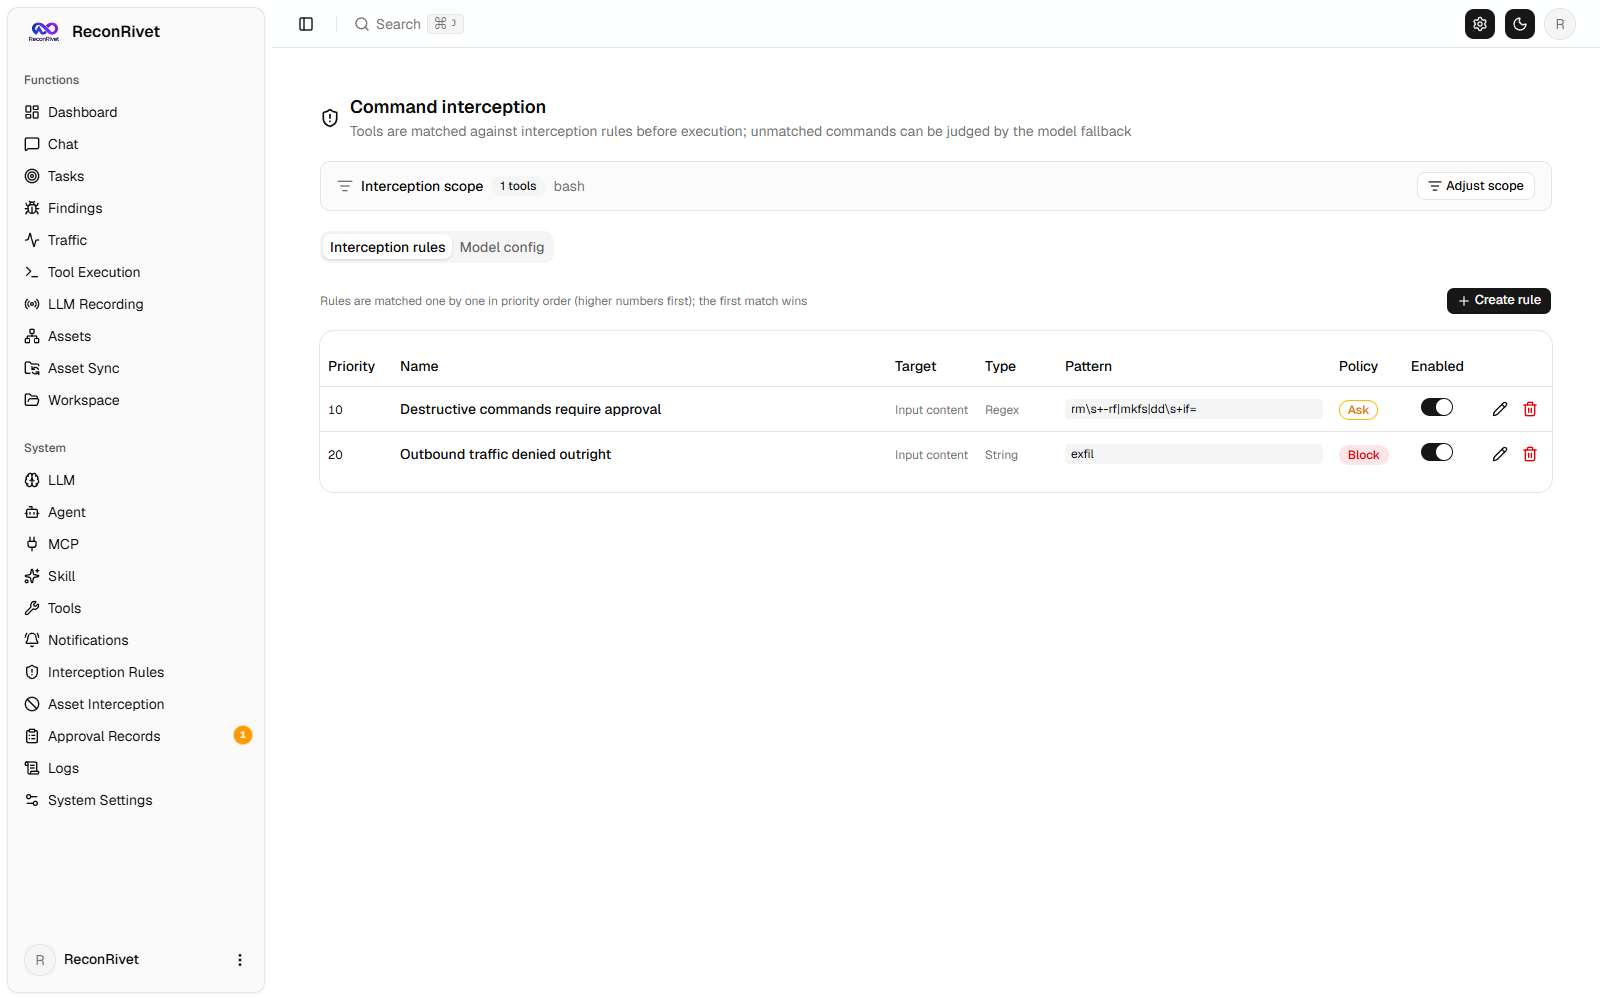 ReconRivet
ReconRivet
Functions
Dashboard
Chat
Tasks
Findings
Traffic
Tool Execution
LLM Recording
Assets
Asset Sync
Workspace
System
LLM
Agent
MCP
Skill
Tools
Notifications
Interception Rules
Asset Interception
Approval Records 1
Logs
System Settings
R ReconRivet
Search ⌘ J
R
Command interception
Tools are matched against interception rules before execution; unmatched commands can be judged by the model fallback
Interception scope 1 tools bash
Adjust scope
Interception rules Model config
Rules are matched one by one in priority order (higher numbers first); the first match wins
Create rule
Priority Name Target Type Pattern Policy Enabled
10 Destructive commands require approval Input content Regex rm\s+-rf|mkfs|dd\s+if= Ask
20 Outbound traffic denied outright Input content String exfil Block